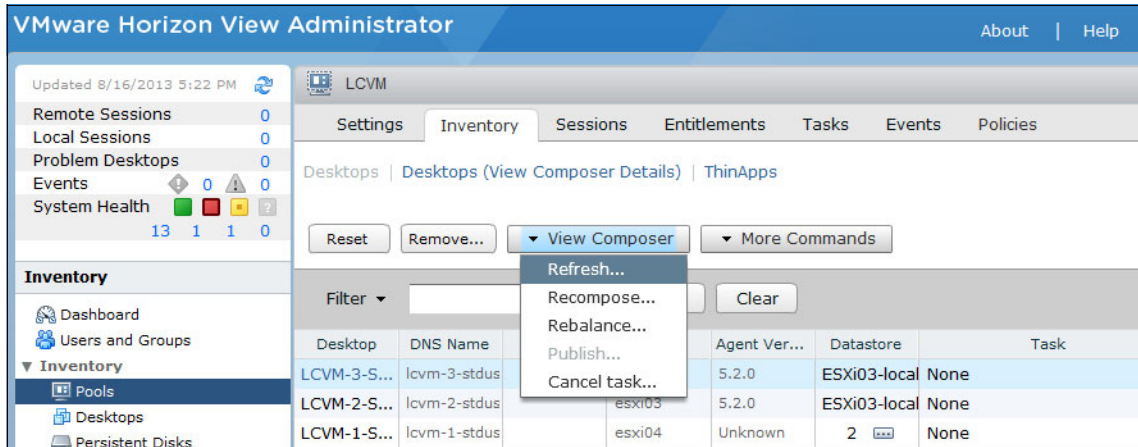 VMware Horizon View Administrator
About | Help
Updated 8/16/2013 5:22 PM
Remote Sessions 0
Local Sessions 0
Problem Desktops 0
Events 0 0
System Health ?
13 1 1 0
Inventory
Dashboard
Users and Groups
Inventory
Pools
Desktops
Persistent Disks
LCVM
Settings Inventory Sessions Entitlements Tasks Events Policies
Desktops | Desktops (View Composer Details) | ThinApps
Reset Remove... View Composer More Commands
Refresh...
Recompose...
Rebalance...
Publish...
Cancel task...
Filter Clear
Desktop DNS Name Agent Ver... Datastore Task
LCVM-3-S... lcvm-3-stdus 5.2.0 ESXi03-local None
LCVM-2-S... lcvm-2-stdus esxi03 5.2.0 ESXi03-local None
LCVM-1-S... lcvm-1-stdus esxi04 Unknown 2 ... None